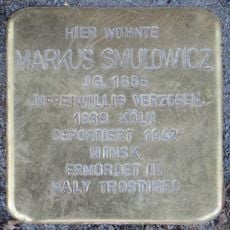 HIER WOHNTE
MARKUS SMULOWICZ
JG. 1886
UNFREIWILLIG VERZOGEN
1939 KÖLN
DEPORTIERT 1942
MINSK
ERMORDET IN
MALY TROSTINEC